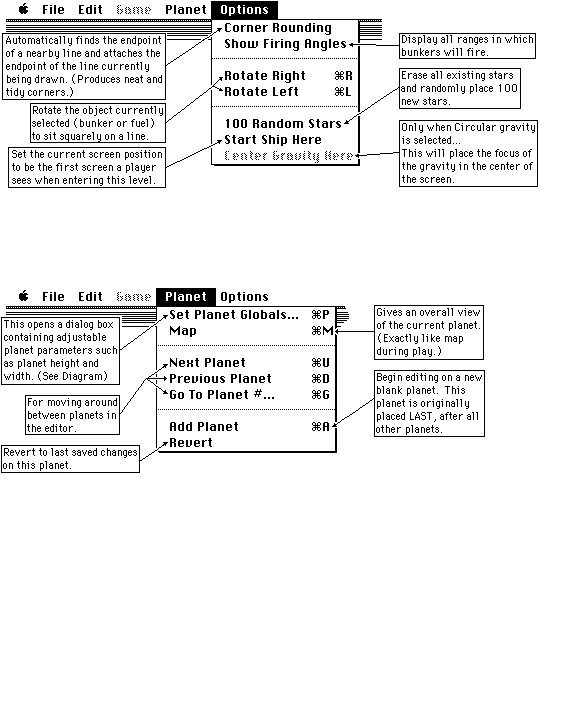 File Edit Game Planet Options
Automatically finds the endpoint
of a nearby line and attaches the
endpoint of the line currently
being drawn. (Produces neat and
tidy corners.)
Rotate the object currently
selected (bunker or fuel)
to sit squarely on a line.
Set the current screen position
to be the first screen a player
sees when entering this level.
Corner Rounding
Show Firing Angles
Rotate Right ⌘R
Rotate Left ⌘L
100 Random Stars
Start Ship Here
Center Gravity Here
Display all ranges in which
bunkers will fire.
Erase all existing stars
and randomly place 100
new stars.
Only when Circular gravity
is selected...
This will place the focus of
the gravity in the center of
the screen.
File Edit Game Planet Options
This opens a dialog box
containing adjustable
planet parameters such
as planet height and
width. (See Diagram)
For moving around
between planets in
the editor.
Revert to last saved changes
on this planet.
Set Planet Globals... ⌘P
Map ⌘M
Next Planet ⌘U
Previous Planet ⌘D
Go To Planet #... ⌘G
Add Planet ⌘A
Revert
Gives an overall view
of the current planet.
(Exactly like map
during play.)
Begin editing on a new
blank planet. This
planet is originally
placed LAST, after all
other planets.